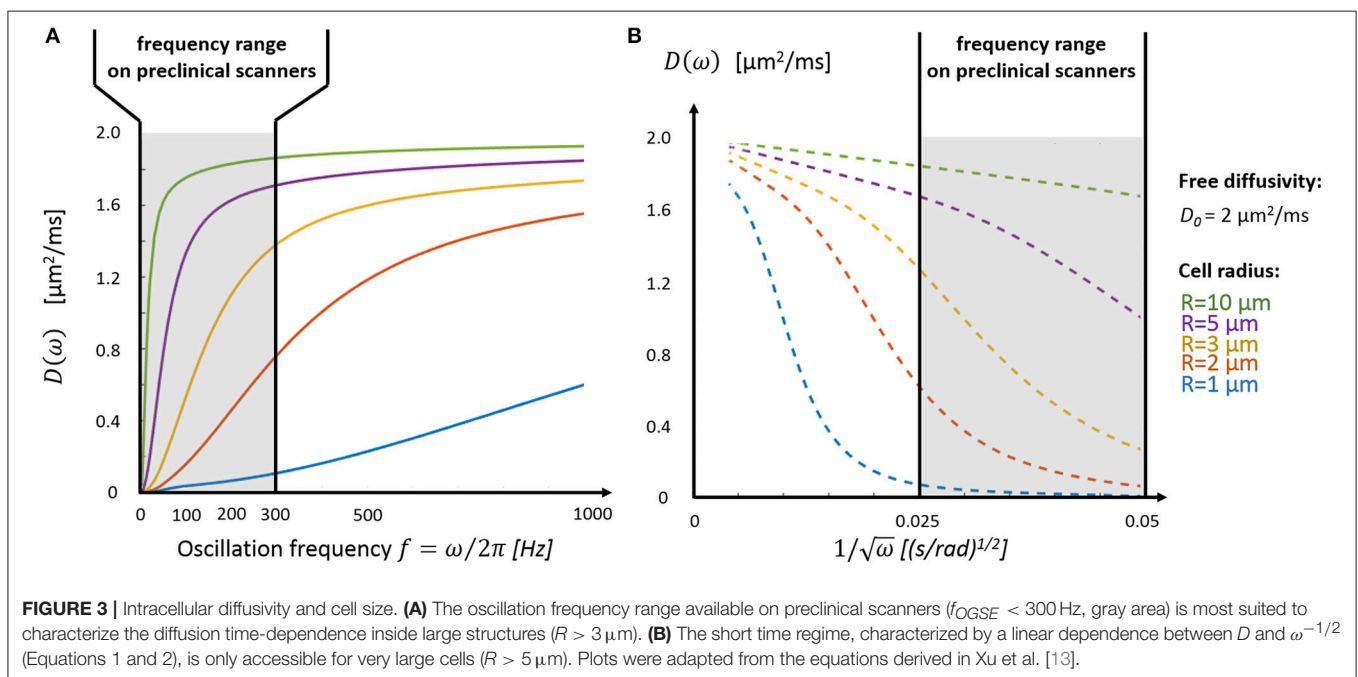 A
frequency range
on preclinical scanners
D(ω) [μm²/ms]
2.0
1.6
1.2
0.8
0.4
0
0 100 200 300 500 1000
Oscillation frequency f = ω/2π [Hz]
B
D(ω) [μm²/ms]
frequency range
on preclinical scanners
2.0
1.6
1.2
0.8
0.4
0
0 0.025 0.05
1/√ω [(s/rad)¹ᐟ²]
Free diffusivity:
D₀ = 2 μm²/ms
Cell radius:
R=10 μm
R=5 μm
R=3 μm
R=2 μm
R=1 μm
FIGURE 3 | Intracellular diffusivity and cell size. (A) The oscillation frequency range available on preclinical scanners (f_OGSE < 300 Hz, gray area) is most suited to
characterize the diffusion time-dependence inside large structures (R > 3 μm). (B) The short time regime, characterized by a linear dependence between D and ω⁻¹ᐟ²
(Equations 1 and 2), is only accessible for very large cells (R > 5 μm). Plots were adapted from the equations derived in Xu et al. [13].